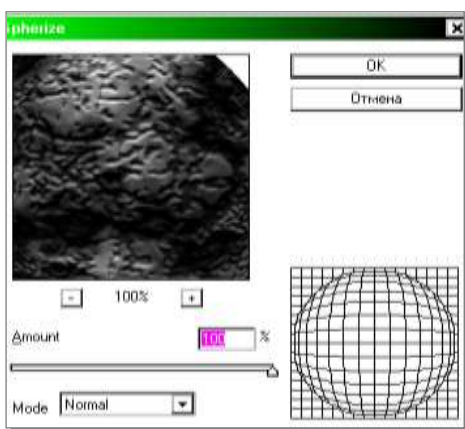 pherize
OK
Отмена
- 100% +
Amount 100 %
Mode Normal